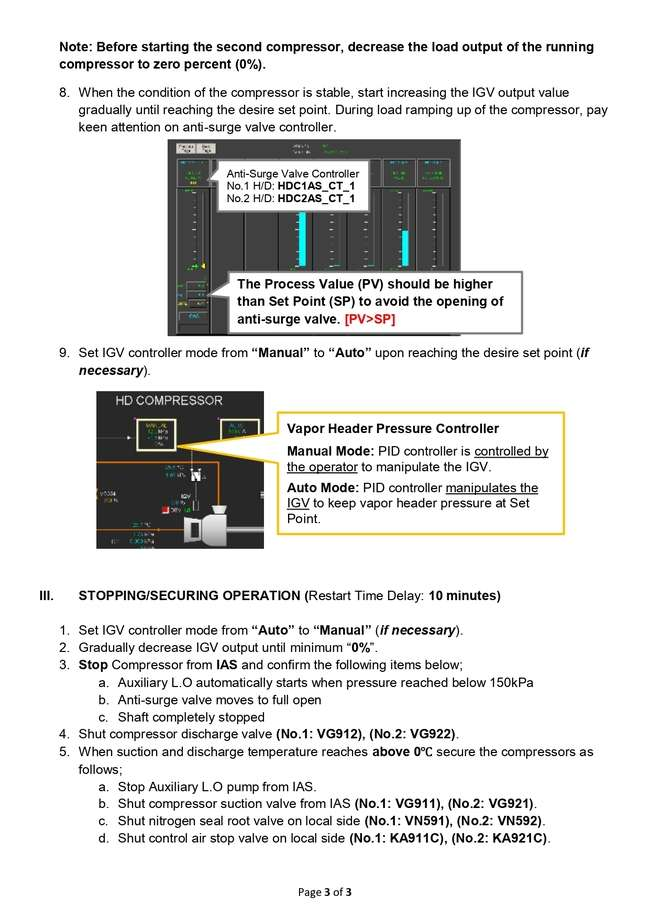 Note: Before starting the second compressor, decrease the load output of the running
compressor to zero percent (0%).
8. When the condition of the compressor is stable, start increasing the IGV output value
gradually until reaching the desire set point. During load ramping up of the compressor, pay
keen attention on anti-surge valve controller.
Anti-Surge Valve Controller
No.1 H/D: HDC1AS_CT_1
No.2 H/D: HDC2AS_CT_1
The Process Value (PV) should be higher
than Set Point (SP) to avoid the opening of
anti-surge valve. [PV>SP]
9. Set IGV controller mode from “Manual” to “Auto” upon reaching the desire set point (if
necessary).
HD COMPRESSOR
MANUAL
IGV
Vapor Header Pressure Controller
Manual Mode: PID controller is controlled by
the operator to manipulate the IGV.
Auto Mode: PID controller manipulates the
IGV to keep vapor header pressure at Set
Point.
III. STOPPING/SECURING OPERATION (Restart Time Delay: 10 minutes)
1. Set IGV controller mode from “Auto” to “Manual” (if necessary).
2. Gradually decrease IGV output until minimum “0%”.
3. Stop Compressor from IAS and confirm the following items below;
a. Auxiliary L.O automatically starts when pressure reached below 150kPa
b. Anti-surge valve moves to full open
c. Shaft completely stopped
4. Shut compressor discharge valve (No.1: VG912), (No.2: VG922).
5. When suction and discharge temperature reaches above 0℃ secure the compressors as
follows;
a. Stop Auxiliary L.O pump from IAS.
b. Shut compressor suction valve from IAS (No.1: VG911), (No.2: VG921).
c. Shut nitrogen seal root valve on local side (No.1: VN591), (No.2: VN592).
d. Shut control air stop valve on local side (No.1: KA911C), (No.2: KA921C).
Page 3 of 3